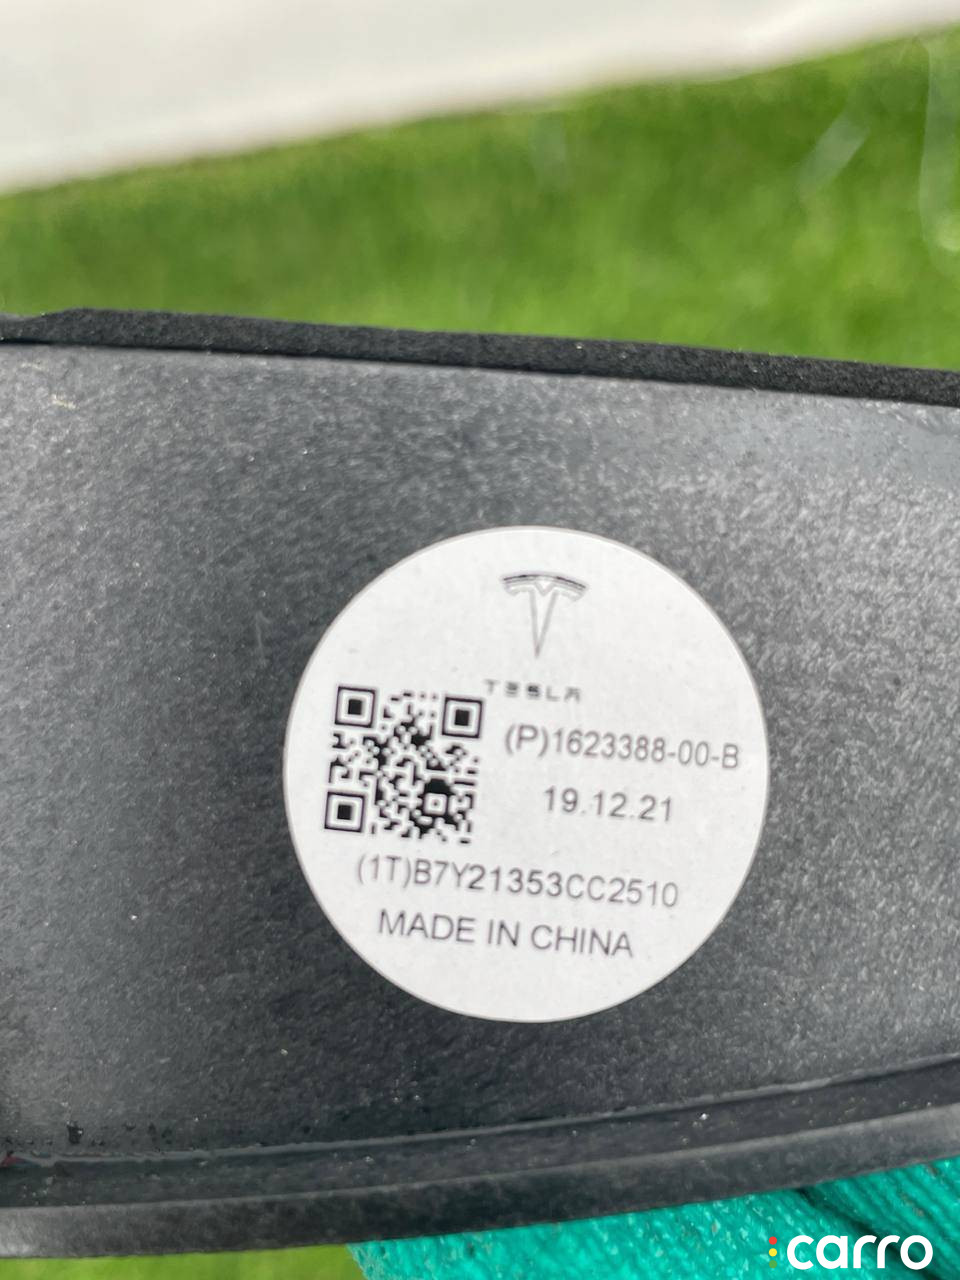 TESLA
(P)1623388-00-B
19.12.21
(1T)B7Y21353CC2510
MADE IN CHINA
carro